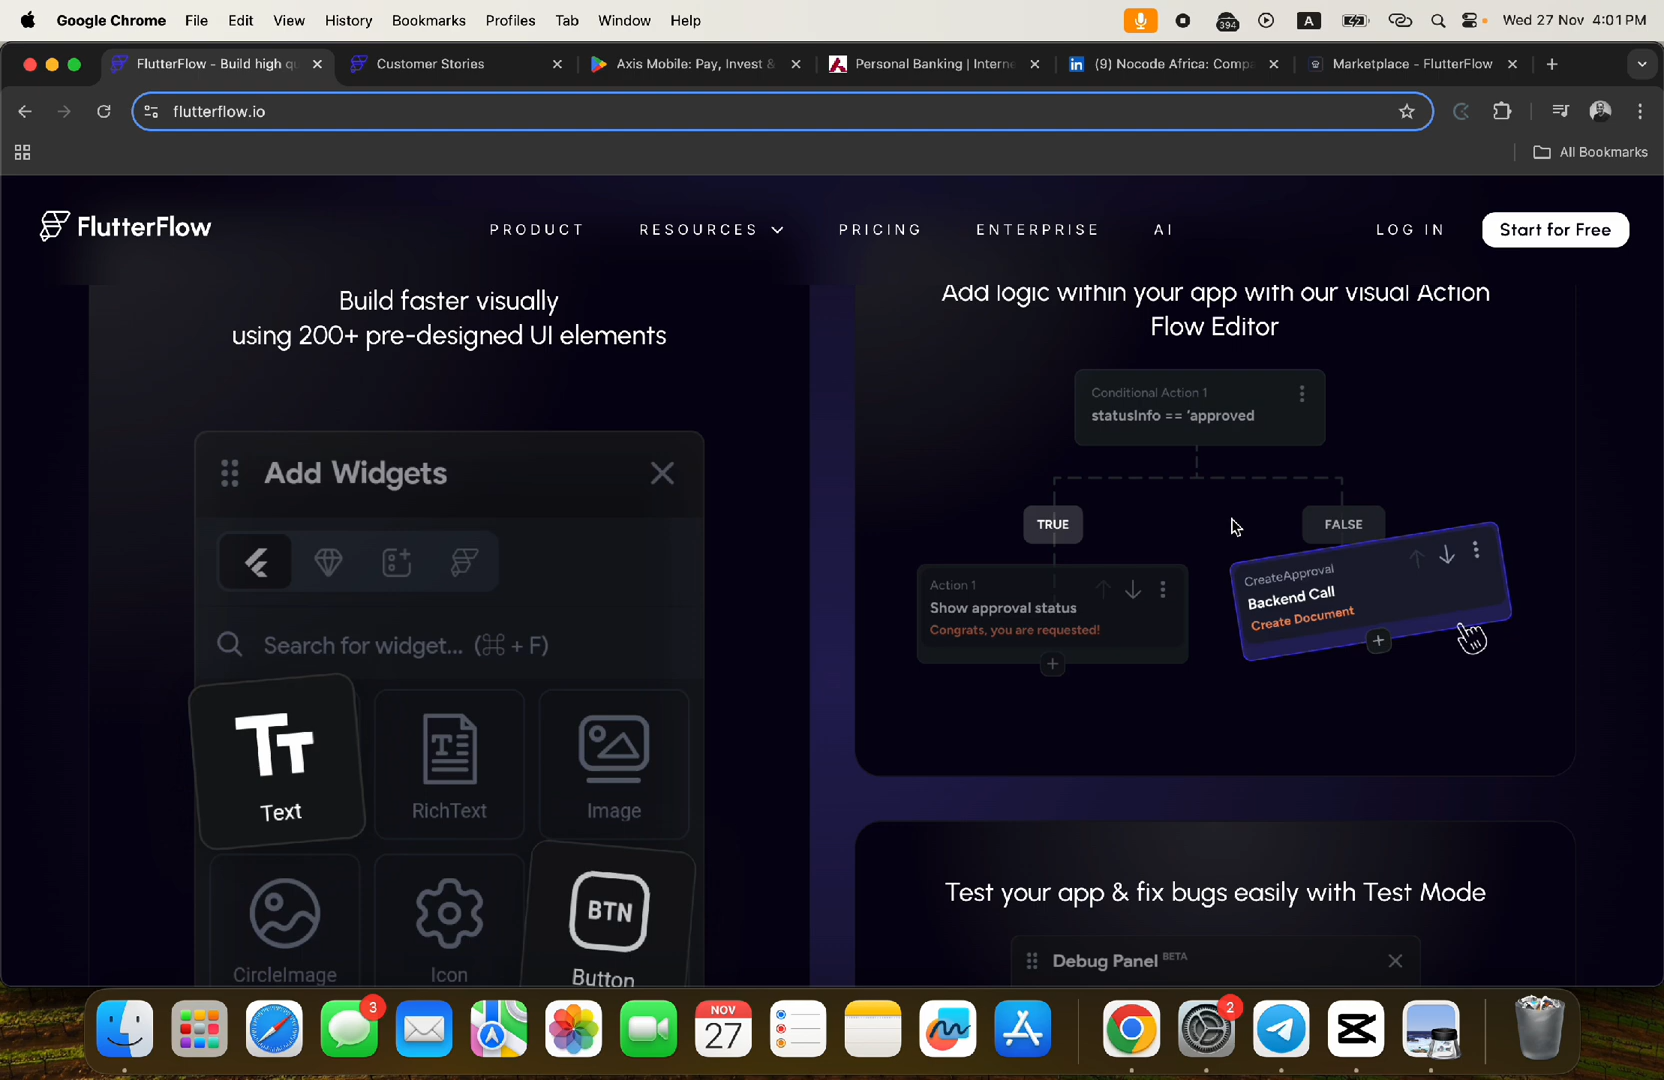 Google Chrome File Edit View History Bookmarks Profiles Tab Window Help
394 A Wed 27 Nov 4:01 PM
FlutterFlow - Build high qu
Customer Stories
Axis Mobile: Pay, Invest &
Personal Banking | Interne
(9) Nocode Africa: Compa
Marketplace - FlutterFlow
flutterflow.io
All Bookmarks
FlutterFlow
PRODUCT RESOURCES PRICING ENTERPRISE AI
LOG IN Start for Free
Build faster visually
using 200+ pre-designed UI elements
Add Widgets
Search for widget... (⌘ + F)
Text
RichText
Image
CircleImage
Icon
BTN
Button
Add logic within your app with our visual Action
Flow Editor
Conditional Action 1
statusInfo == 'approved
TRUE
FALSE
Action 1
Show approval status
Congrats, you are requested!
CreateApproval
Backend Call
Create Document
Test your app & fix bugs easily with Test Mode
Debug Panel BETA
3
NOV
27
2